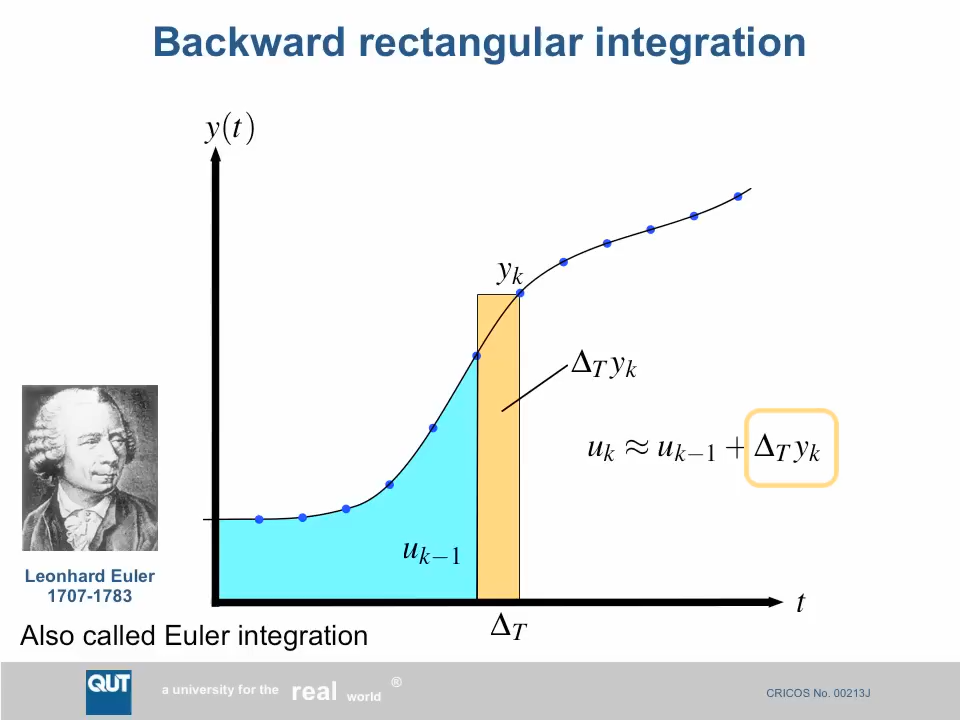 Backward rectangular integration
y(t)
y_k
Δ_T y_k
u_k ≈ u_{k−1} + Δ_T y_k
u_{k−1}
Leonhard Euler
1707-1783
t
Δ_T
Also called Euler integration
QUT
a university for the real world ®
CRICOS No. 00213J